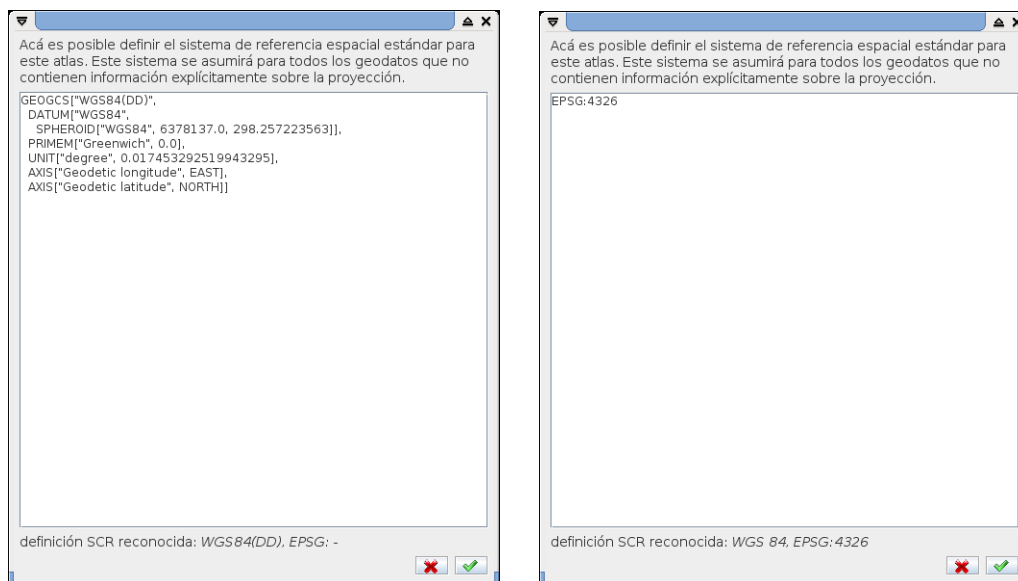 Acá es posible definir el sistema de referencia espacial estándar para
este atlas. Este sistema se asumirá para todos los geodatos que no
contienen información explícitamente sobre la proyección.
GEOGCS["WGS84(DD)",
DATUM["WGS84",
SPHEROID["WGS84", 6378137.0, 298.257223563]],
PRIMEM["Greenwich", 0.0],
UNIT["degree", 0.017453292519943295],
AXIS["Geodetic longitude", EAST],
AXIS["Geodetic latitude", NORTH]]
definición SCR reconocida: WGS84(DD), EPSG: -
Acá es posible definir el sistema de referencia espacial estándar para
este atlas. Este sistema se asumirá para todos los geodatos que no
contienen información explícitamente sobre la proyección.
EPSG:4326
definición SCR reconocida: WGS 84, EPSG:4326